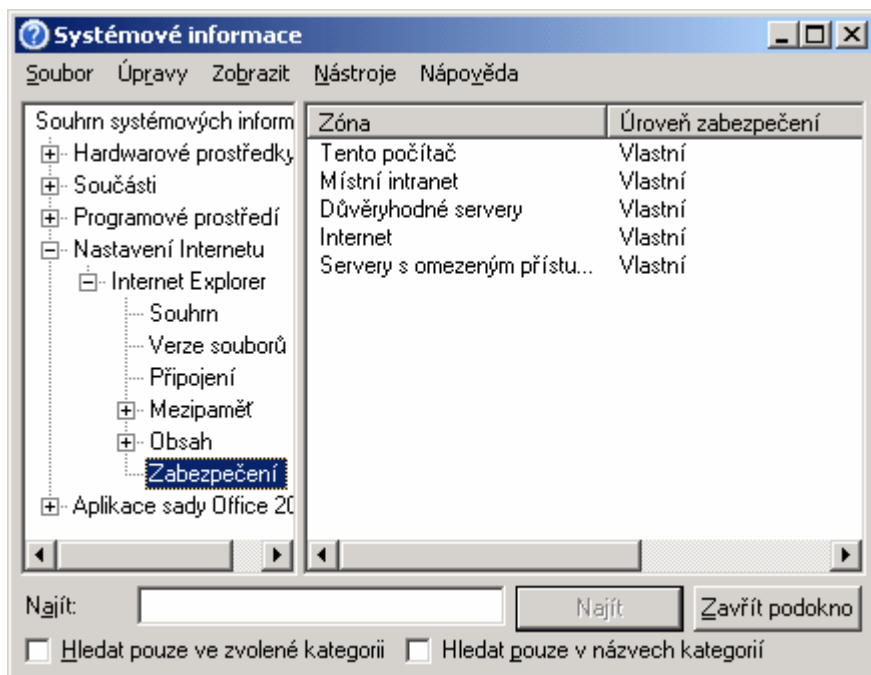 Systémové informace
Soubor Úpravy Zobrazit Nástroje Nápověda
Souhrn systémových inform
Hardwarové prostředky
Součásti
Programové prostředí
Nastavení Internetu
Internet Explorer
Souhrn
Verze souborů
Připojení
Mezipaměť
Obsah
Zabezpečení
Aplikace sady Office 20
Zóna Úroveň zabezpečení
Tento počítač Vlastní
Místní intranet Vlastní
Důvěryhodné servery Vlastní
Internet Vlastní
Servery s omezeným přístu... Vlastní
Najít: Najít Zavřít podokno
Hledat pouze ve zvolené kategorii Hledat pouze v názvech kategorií